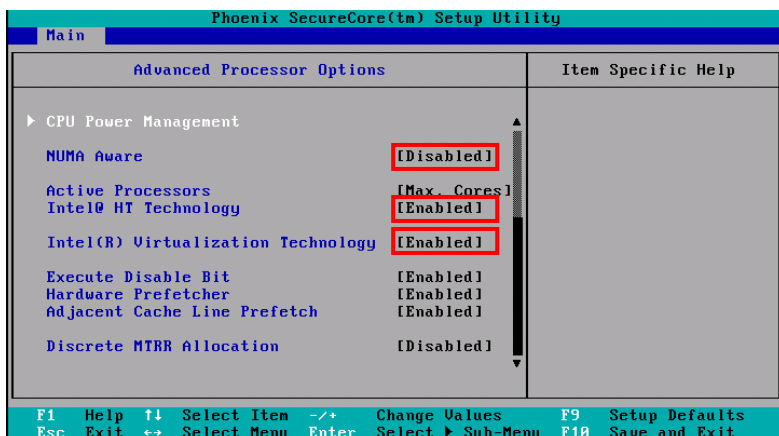 Phoenix SecureCore(tm) Setup Utility
Main
Advanced Processor Options
Item Specific Help
CPU Power Management
NUMA Aware [Disabled]
Active Processors [Max. Cores]
Intel@ HT Technology [Enabled]
Intel(R) Virtualization Technology [Enabled]
Execute Disable Bit [Enabled]
Hardware Prefetcher [Enabled]
Adjacent Cache Line Prefetch [Enabled]
Discrete MTRR Allocation [Disabled]
F1 Help ↑↓ Select Item -/+ Change Values F9 Setup Defaults
Esc Exit ↔ Select Menu Enter Select ▶ Sub-Menu F10 Save and Exit